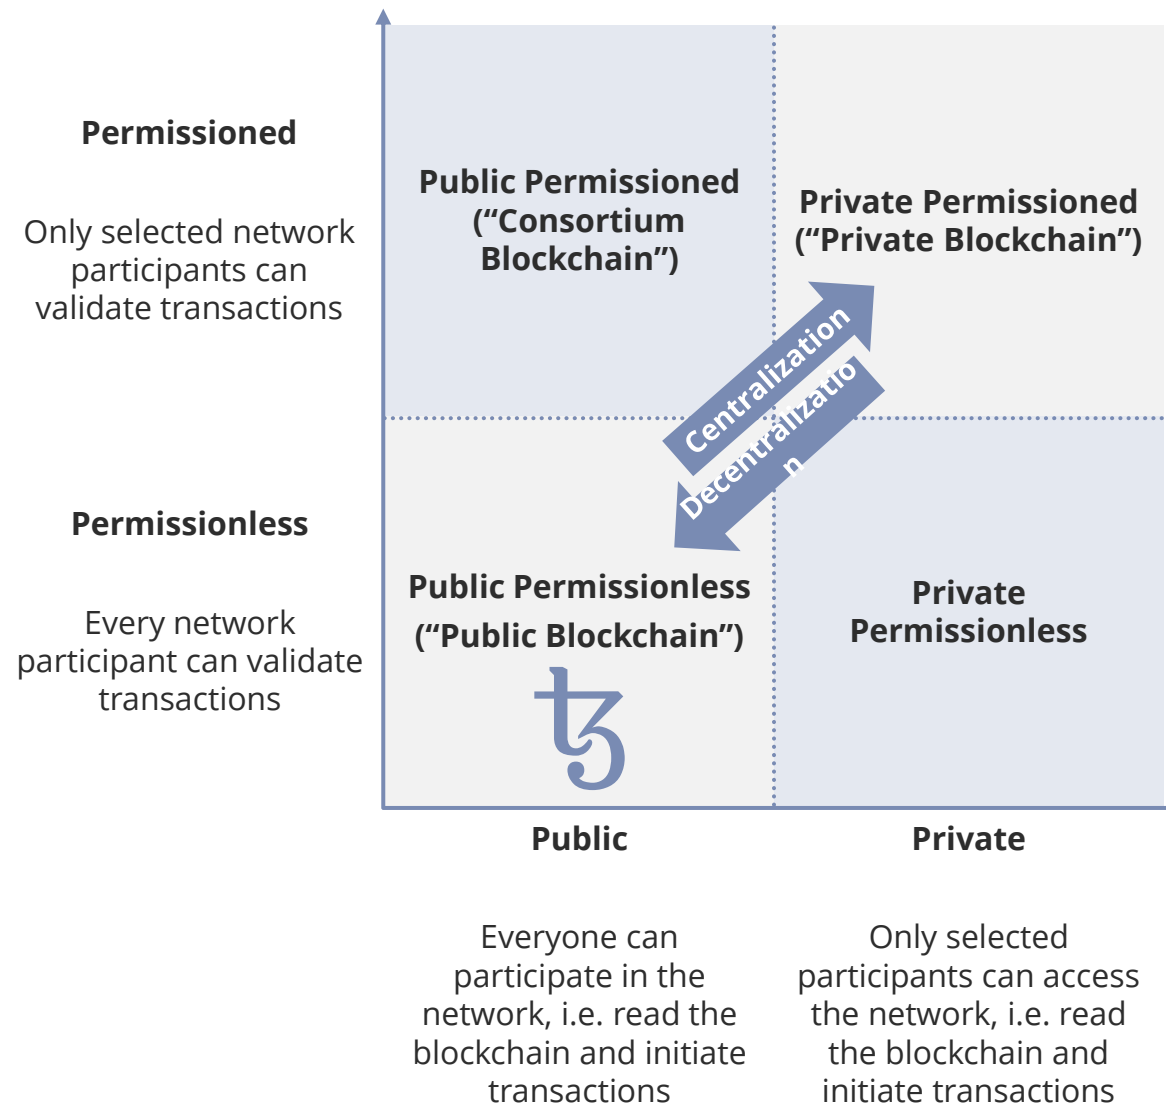 Permissioned
Only selected network
participants can
validate transactions
Public Permissioned
(“Consortium
Blockchain”)
Private Permissioned
(“Private Blockchain”)
Centralization
Decentralizatio
n
Permissionless
Every network
participant can validate
transactions
Public Permissionless
(“Public Blockchain”)
Private
Permissionless
Public
Everyone can
participate in the
network, i.e. read the
blockchain and initiate
transactions
Private
Only selected
participants can access
the network, i.e. read
the blockchain and
initiate transactions